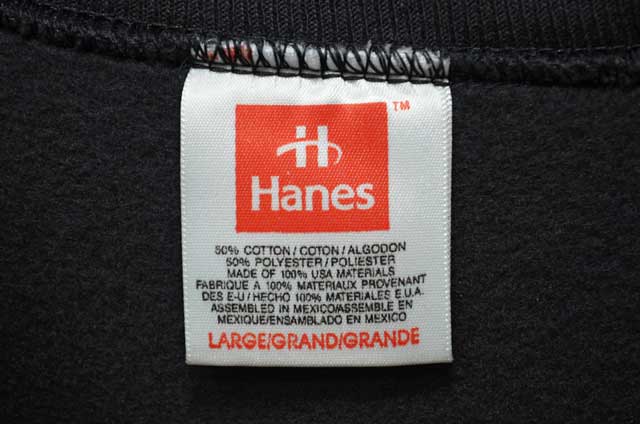 TM
H
Hanes
50% COTTON/COTON/ALGODON
50% POLYESTER/POLIESTER
MADE OF 100% USA MATERIALS
FABRIQUE A 100% MATERIAUX PROVENANT
DES E-U/HECHO 100% MATERIALES E.U.A.
ASSEMBLED IN MEXICO/ASSEMBLE EN
MEXIQUE/ENSAMBLADO EN MEXICO
LARGE/GRAND/GRANDE